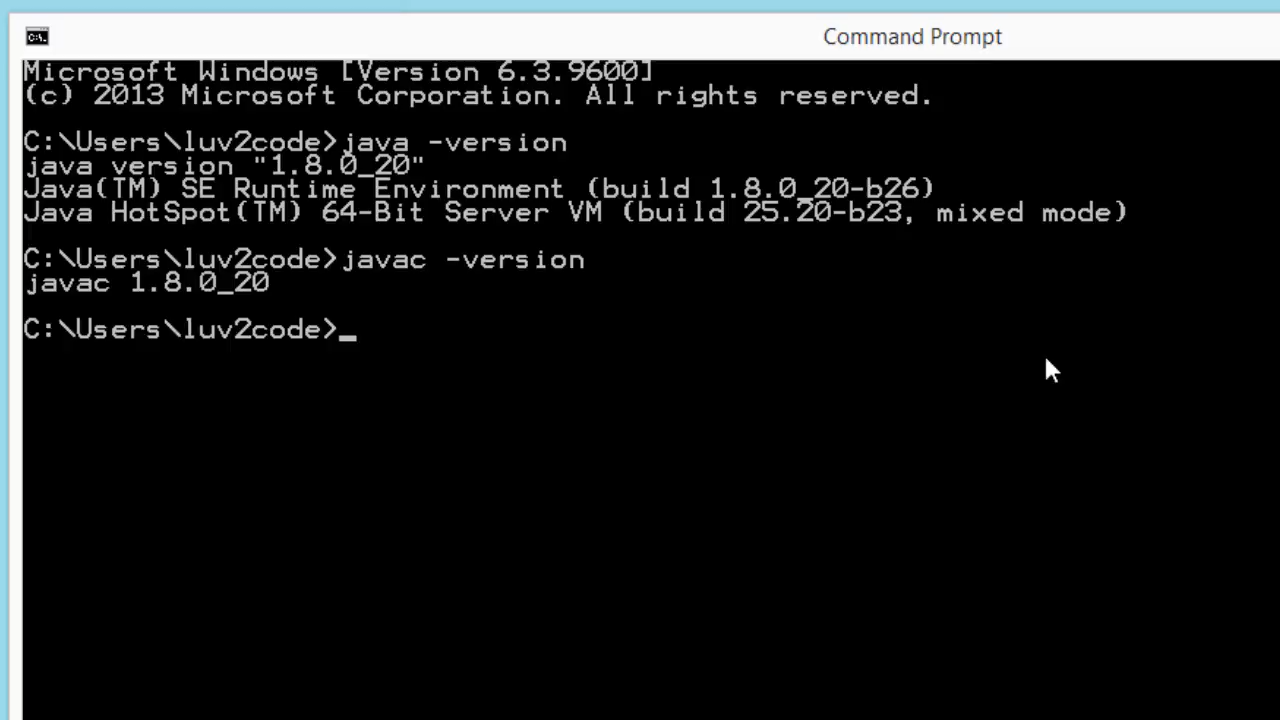 C:\.
Command Prompt
Microsoft Windows [Version 6.3.9600]
(c) 2013 Microsoft Corporation. All rights reserved.
C:\Users\luv2code>java -version
java version "1.8.0_20"
Java(TM) SE Runtime Environment (build 1.8.0_20-b26)
Java HotSpot(TM) 64-Bit Server VM (build 25.20-b23, mixed mode)
C:\Users\luv2code>javac -version
javac 1.8.0_20
C:\Users\luv2code>_